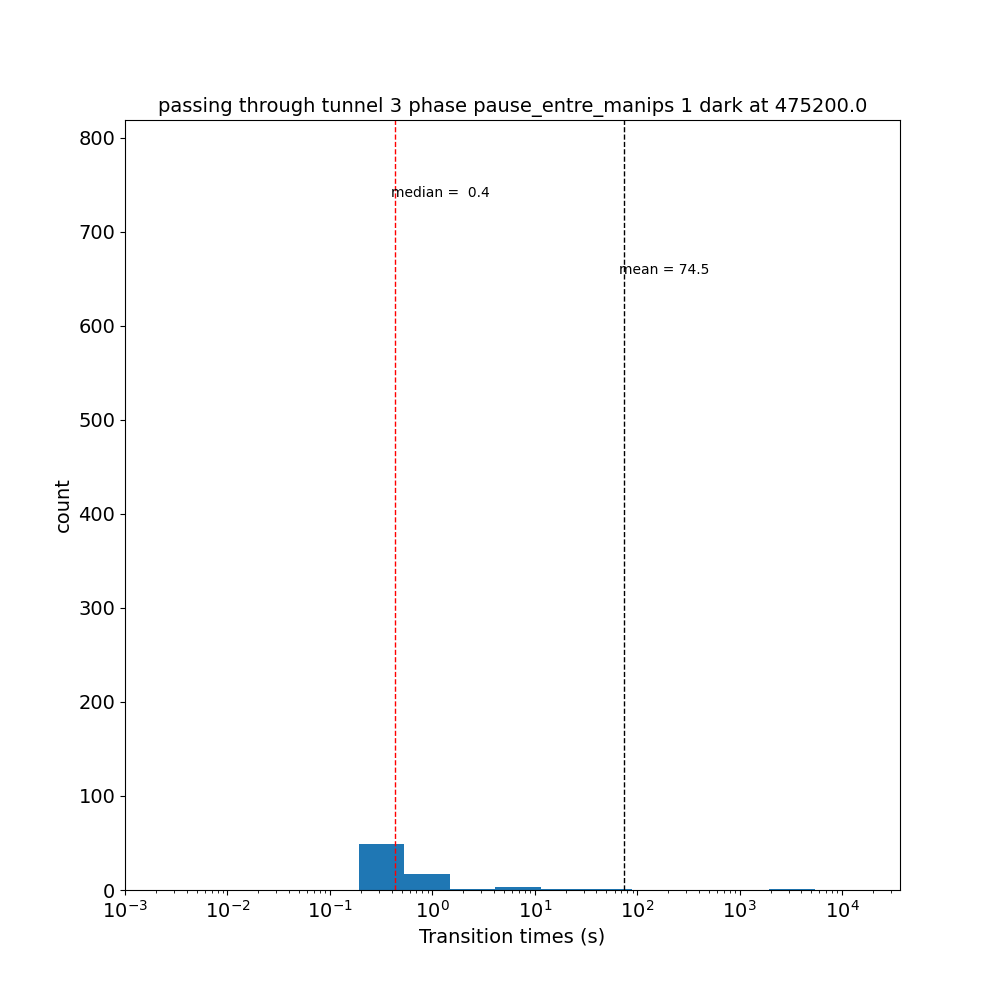 passing through tunnel 3 phase pause_entre_manips 1 dark at 475200.0
800
median =  0.4
700
mean = 74.5
600
500
count
400
300
200
100
0
10⁻³ 10⁻² 10⁻¹ 10⁰ 10¹ 10² 10³ 10⁴
Transition times (s)